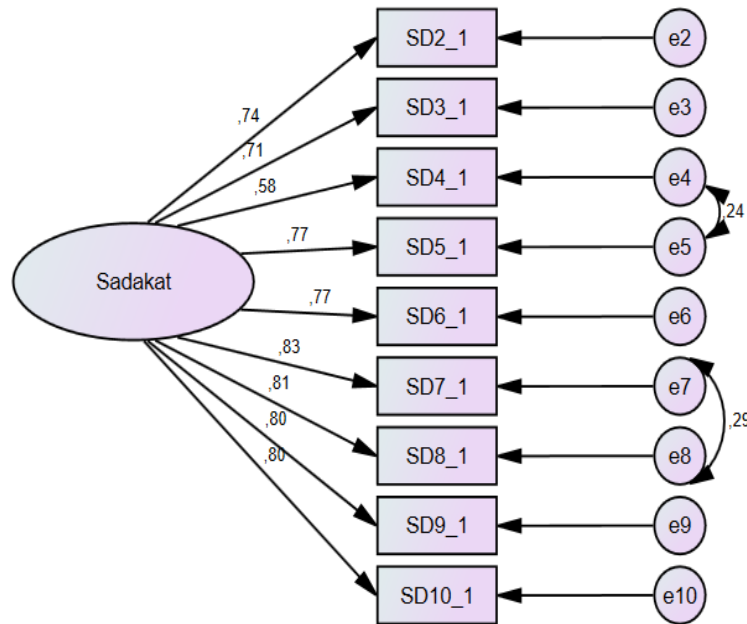 SD2_1
e2
,74
SD3_1
e3
,71
SD4_1
e4
,58
,24
SD5_1
e5
,77
Sadakat
SD6_1
e6
,77
SD7_1
e7
,83
,29
SD8_1
e8
,81
SD9_1
e9
,80
SD10_1
e10
,80